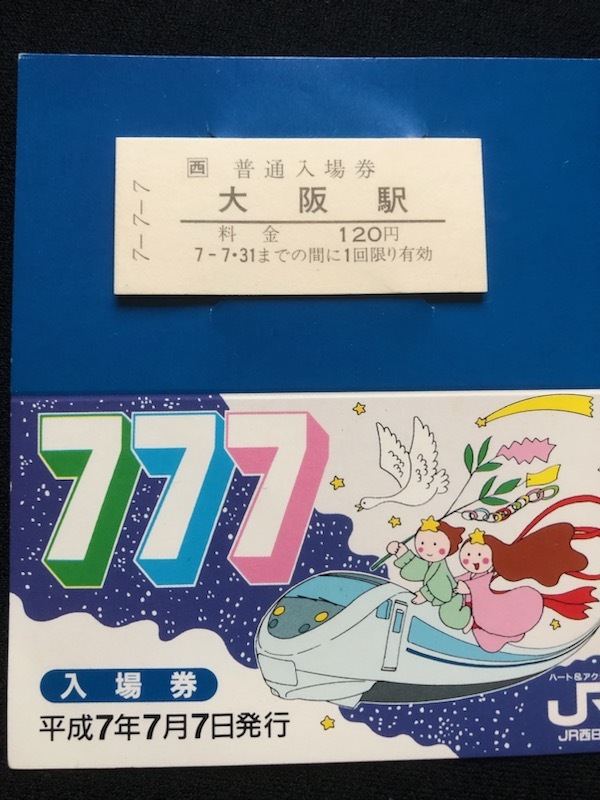 7-7-7
西 普通入場券
大阪駅
料金 120円
7-7・31までの間に1回限り有効
777
入場券
平成7年7月7日発行
ハート&アク
JR
JR西日